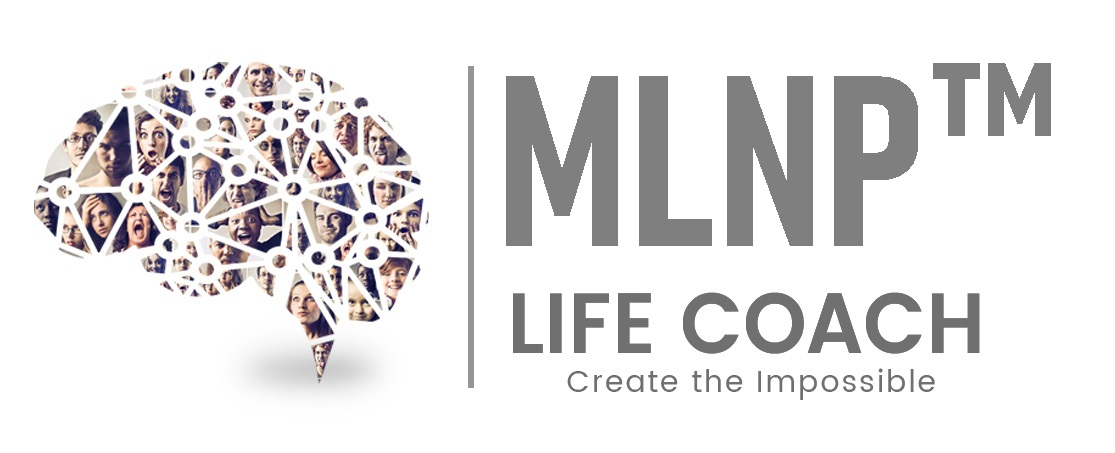 MLNP™
LIFE COACH
Create the Impossible